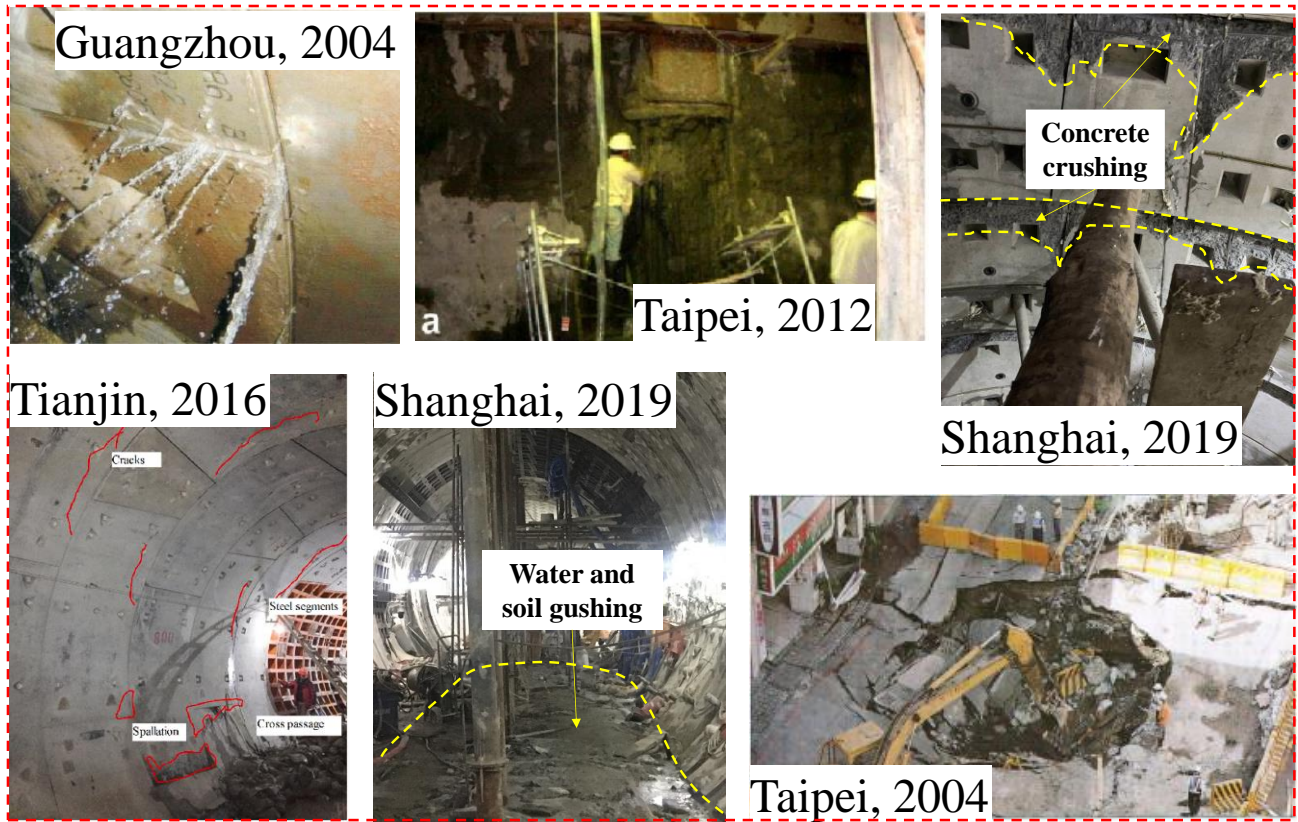 Guangzhou, 2004
a
Taipei, 2012
Concrete
crushing
Shanghai, 2019
Tianjin, 2016
Cracks
Steel segments
Spallation
Cross passage
Shanghai, 2019
Water and
soil gushing
Taipei, 2004